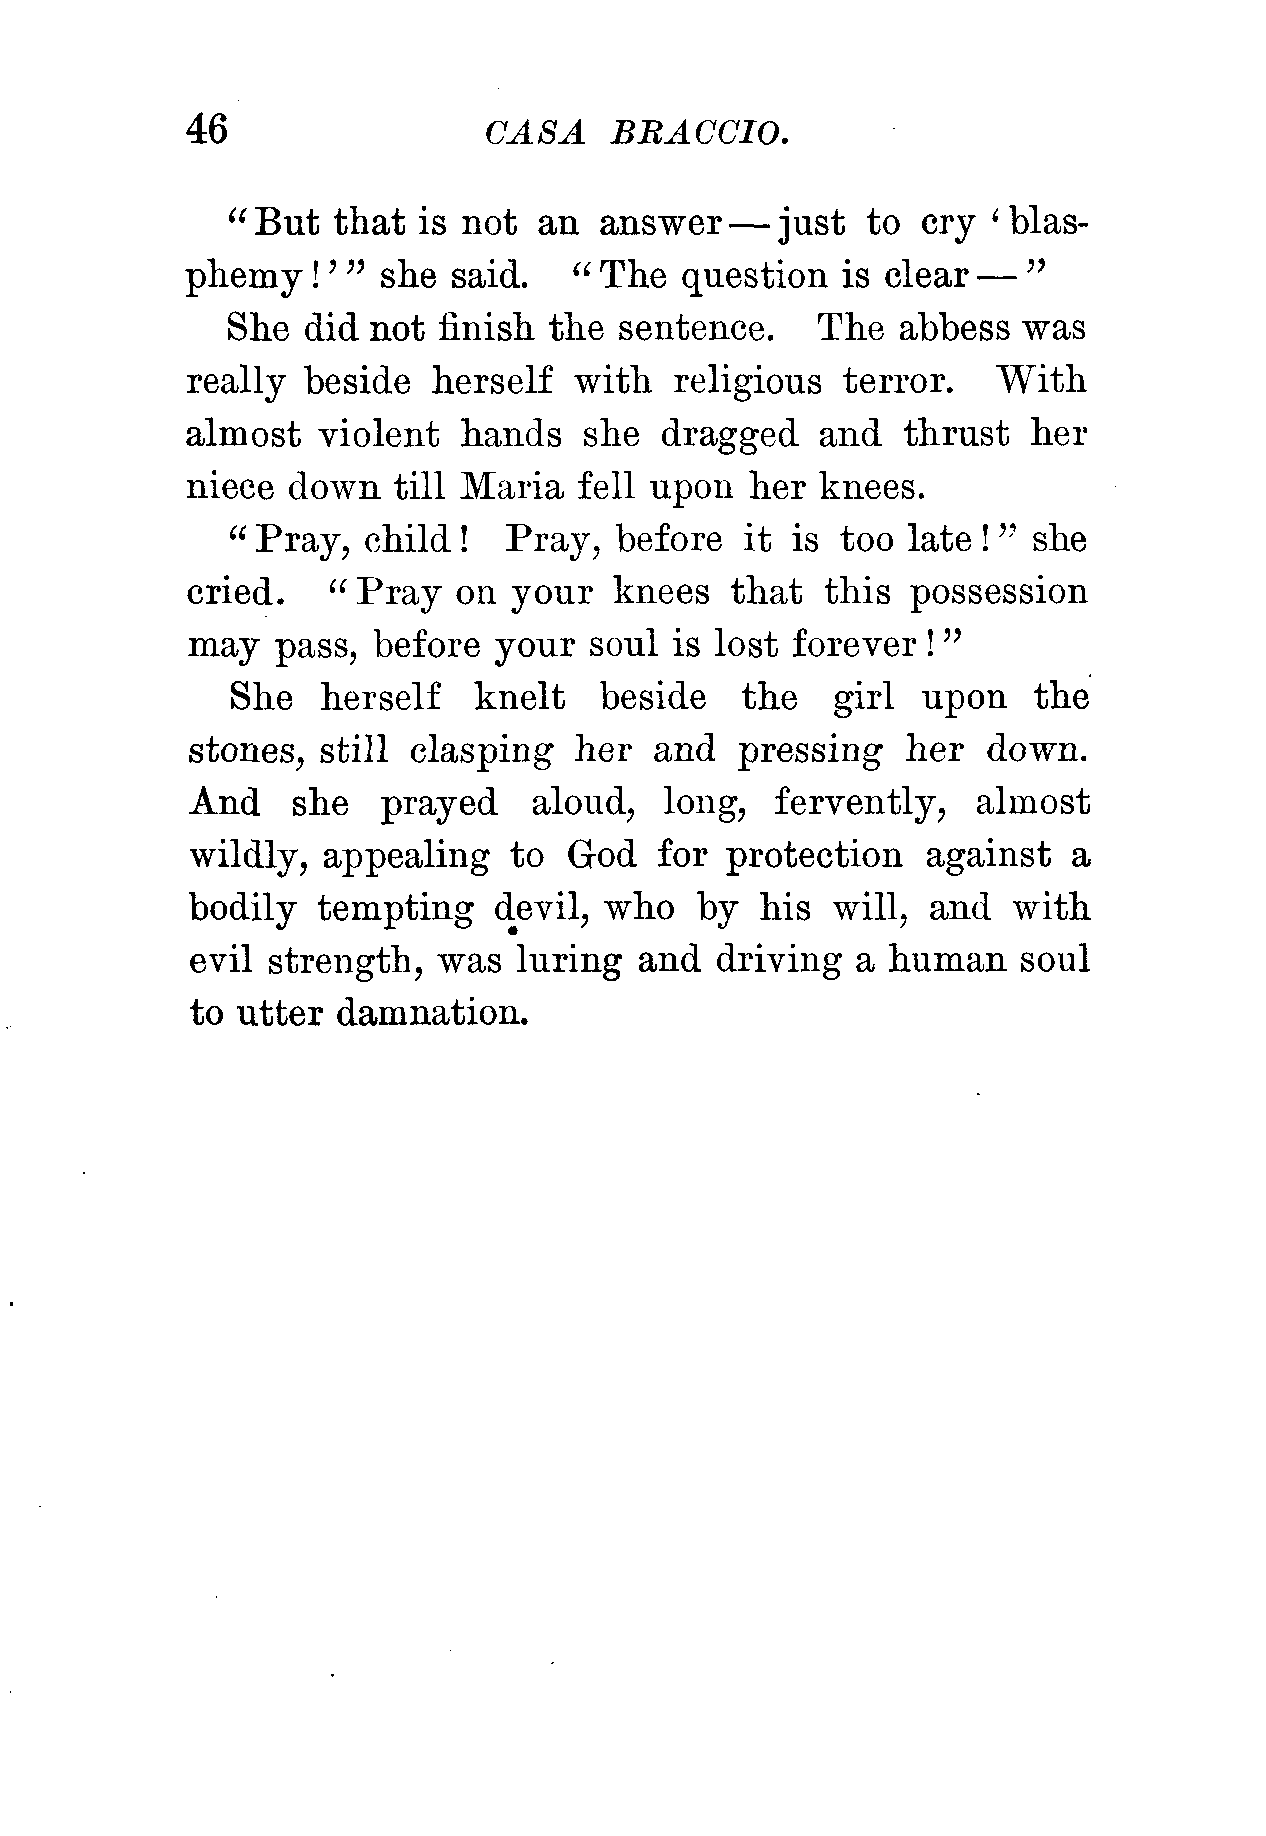 46 CASA BRACCIO.
“But that is not an answer—just to cry ‘blas-
phemy!’” she said. “The question is clear—”
She did not finish the sentence. The abbess was
really beside herself with religious terror. With
almost violent hands she dragged and thrust her
niece down till Maria fell upon her knees.
“Pray, child! Pray, before it is too late!” she
cried. “Pray on your knees that this possession
may pass, before your soul is lost forever!”
She herself knelt beside the girl upon the
stones, still clasping her and pressing her down.
And she prayed aloud, long, fervently, almost
wildly, appealing to God for protection against a
bodily tempting devil, who by his will, and with
evil strength, was luring and driving a human soul
to utter damnation.